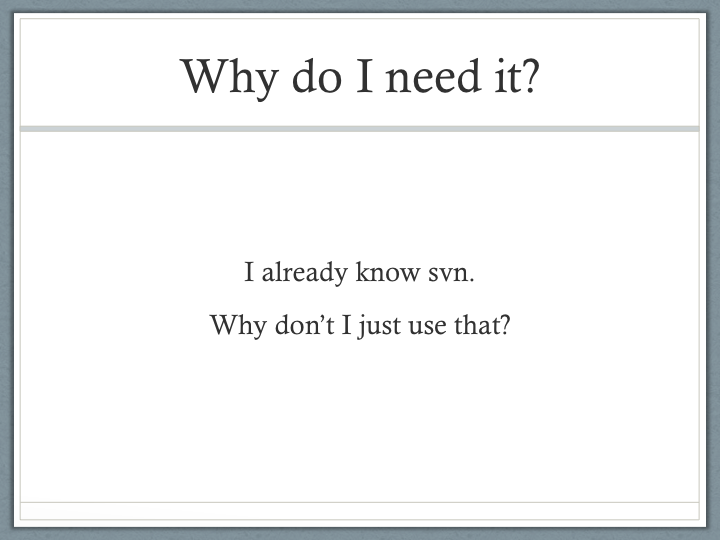 Why do I need it?
I already know svn.
Why don’t I just use that?